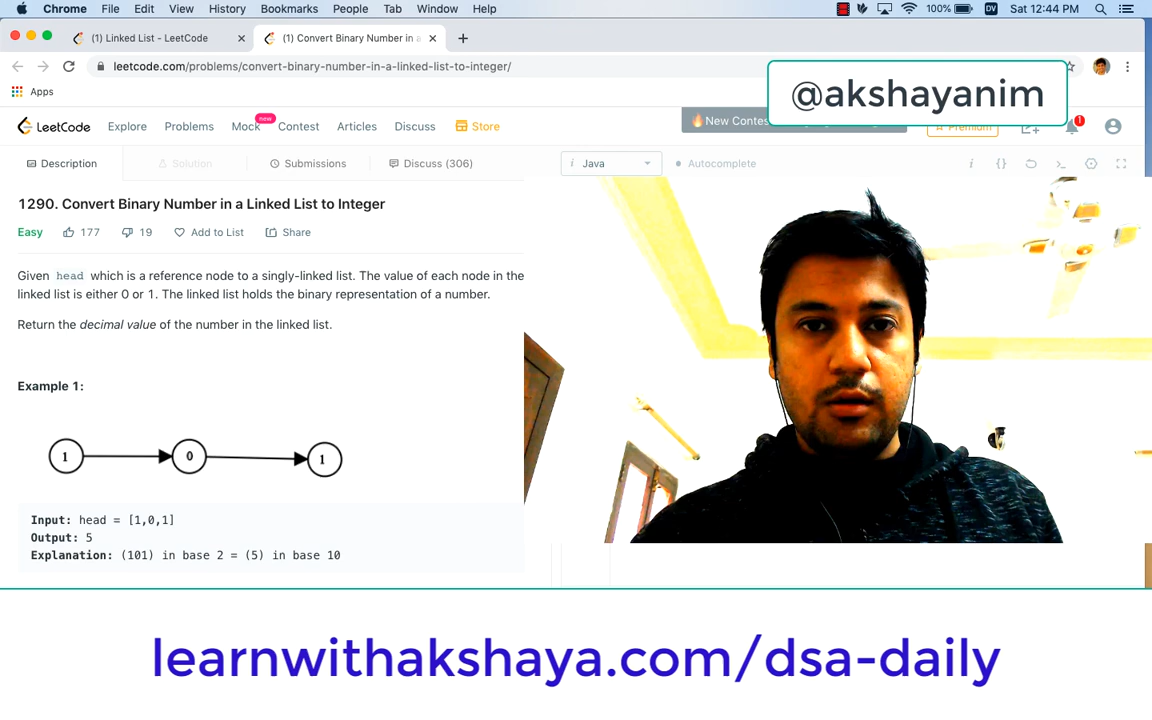 Chrome File Edit View History Bookmarks People Tab Window Help 100% DV Sat 12:44 PM
(1) Linked List - LeetCode (1) Convert Binary Number in a
leetcode.com/problems/convert-binary-number-in-a-linked-list-to-integer/
@akshayanim
Apps
LeetCode Explore Problems Mock new Contest Articles Discuss Store
New Contes
Premium
1
Description Solution Submissions Discuss (306)
i Java Autocomplete
i {}
1290. Convert Binary Number in a Linked List to Integer
Easy 177 19 Add to List Share
Given head which is a reference node to a singly-linked list. The value of each node in the
linked list is either 0 or 1. The linked list holds the binary representation of a number.
Return the decimal value of the number in the linked list.
Example 1:
1 0 1
Input: head = [1,0,1]
Output: 5
Explanation: (101) in base 2 = (5) in base 10
learnwithakshaya.com/dsa-daily